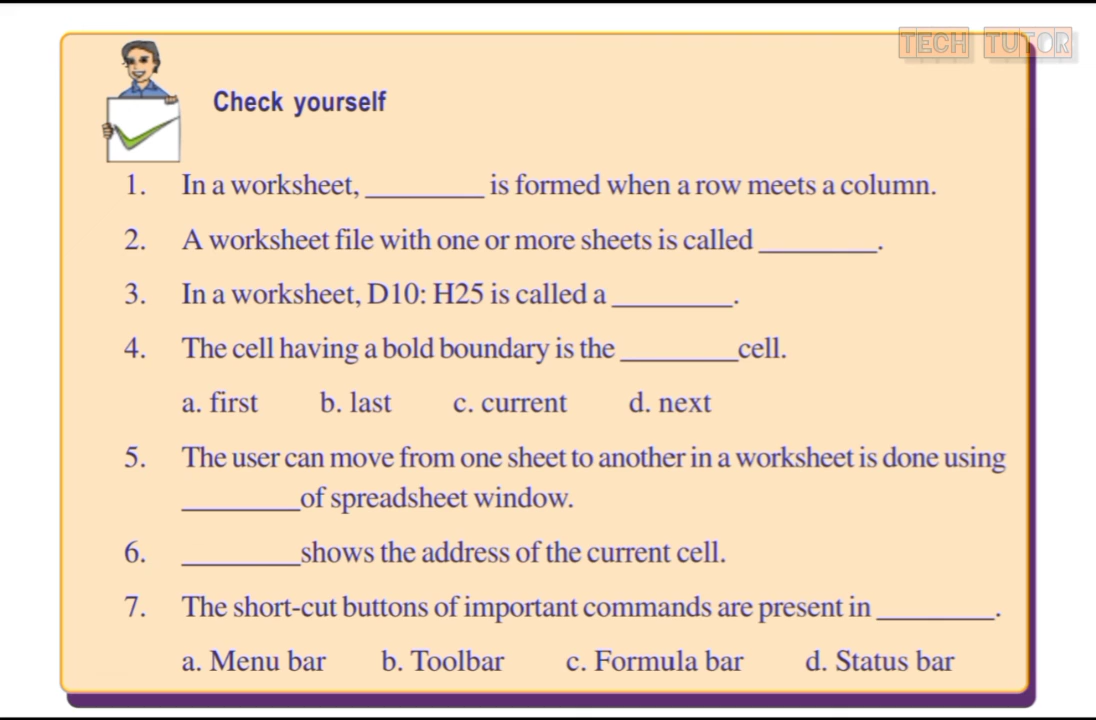 TECH TUTOR
Check yourself
1. In a worksheet, ________ is formed when a row meets a column.
2. A worksheet file with one or more sheets is called ________.
3. In a worksheet, D10: H25 is called a ________.
4. The cell having a bold boundary is the ________cell.
a. first b. last c. current d. next
5. The user can move from one sheet to another in a worksheet is done using
________of spreadsheet window.
6. ________shows the address of the current cell.
7. The short-cut buttons of important commands are present in ________.
a. Menu bar b. Toolbar c. Formula bar d. Status bar